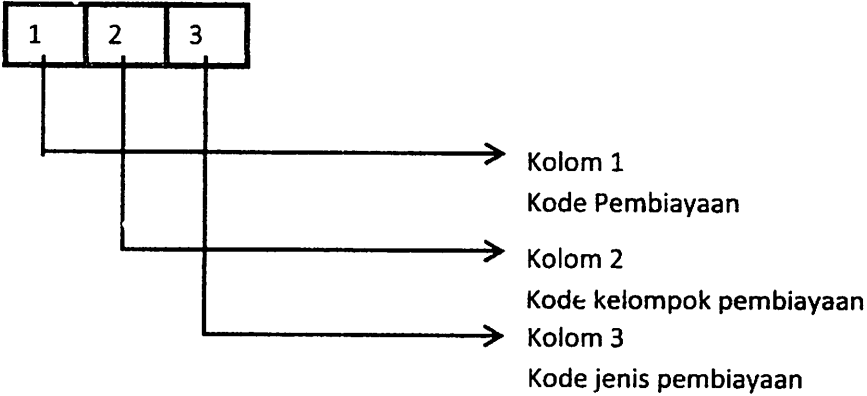 1 2 3
Kolom 1
Kode Pembiayaan
Kolom 2
Kode kelompok pembiayaan
Kolom 3
Kode jenis pembiayaan